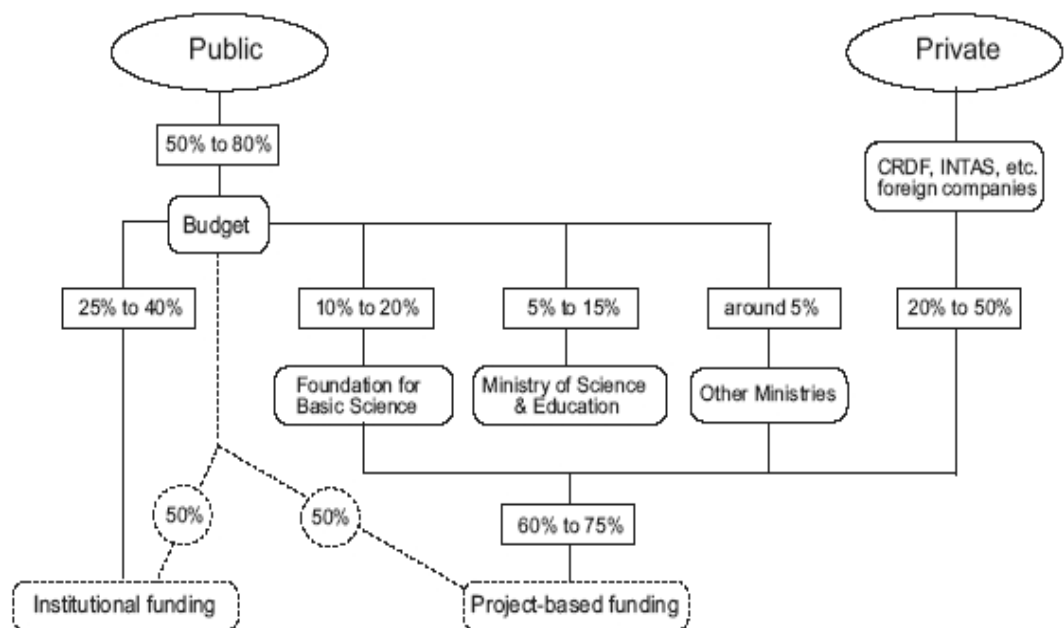 Public
Private
50% to 80%
CRDF, INTAS, etc.
foreign companies
Budget
25% to 40%
10% to 20%
5% to 15%
around 5%
20% to 50%
Foundation for
Basic Science
Ministry of Science
& Education
Other Ministries
50%
50%
60% to 75%
Institutional funding
Project-based funding